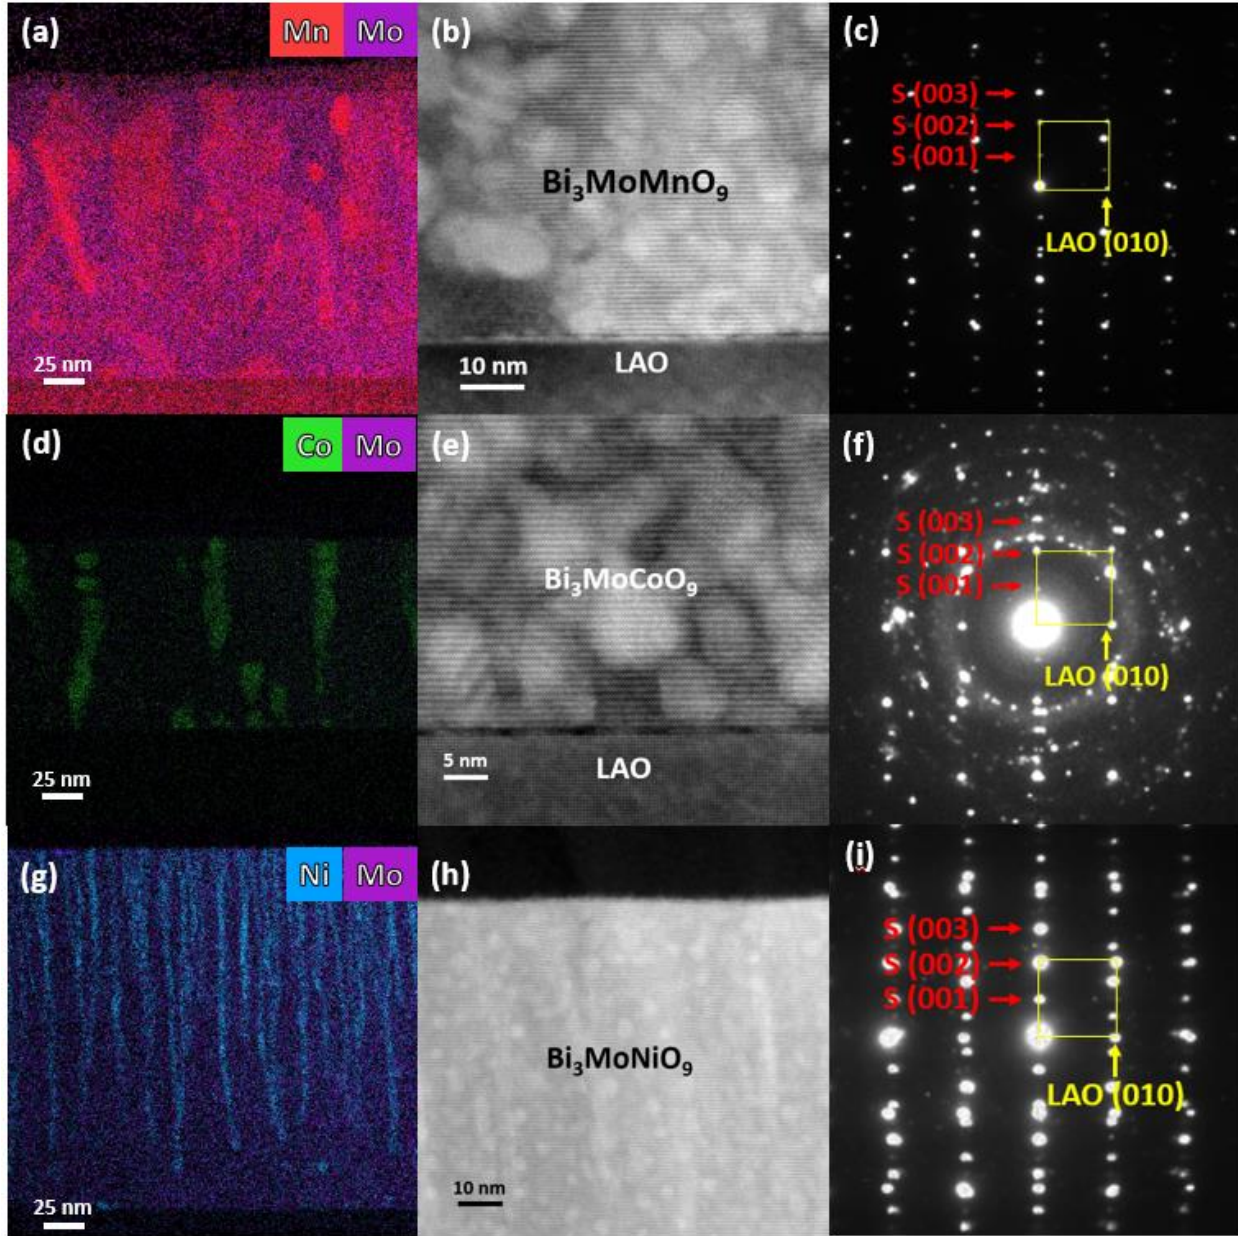 (a)
Mn Mo
25 nm
(b)
Bi₃MoMnO₉
10 nm
LAO
(c)
S (003)
S (002)
S (001)
LAO (010)
(d)
Co Mo
25 nm
(e)
Bi₃MoCoO₉
5 nm
LAO
(f)
S (003)
S (002)
S (001)
LAO (010)
(g)
Ni Mo
25 nm
(h)
Bi₃MoNiO₉
10 nm
(i)
S (003)
S (002)
S (001)
LAO (010)